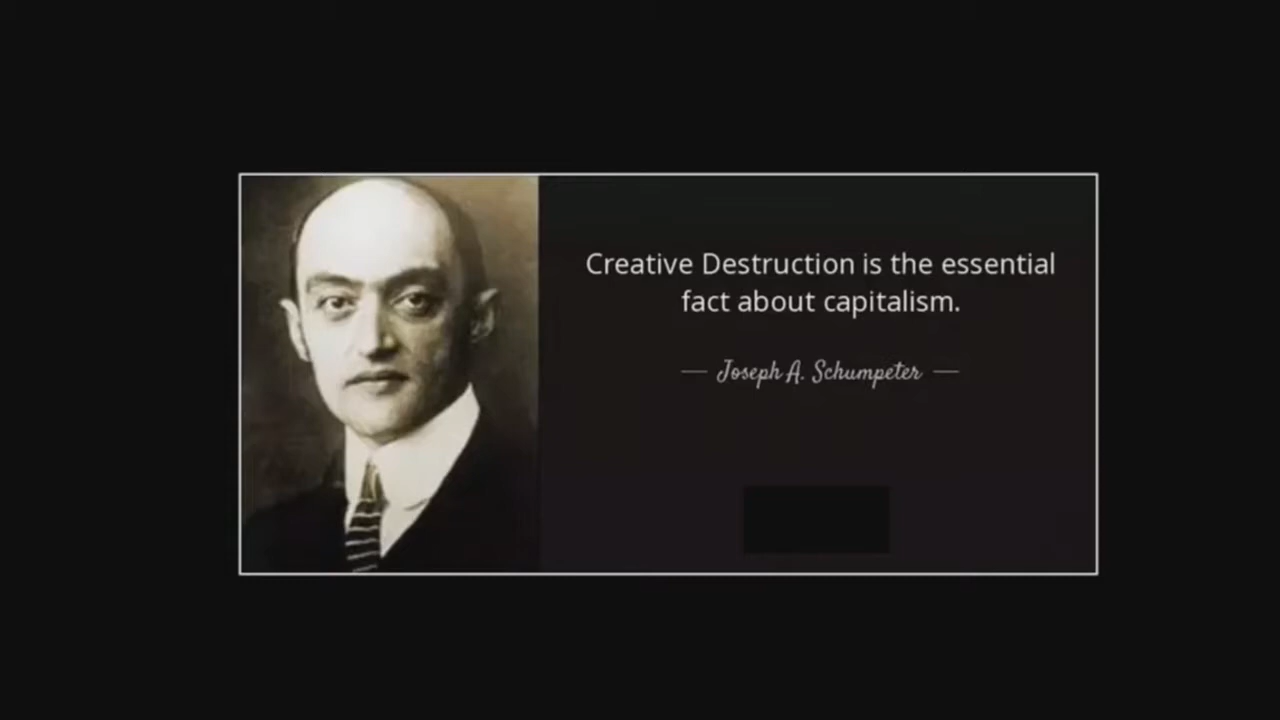 Creative Destruction is the essential
fact about capitalism.
— Joseph A. Schumpeter —